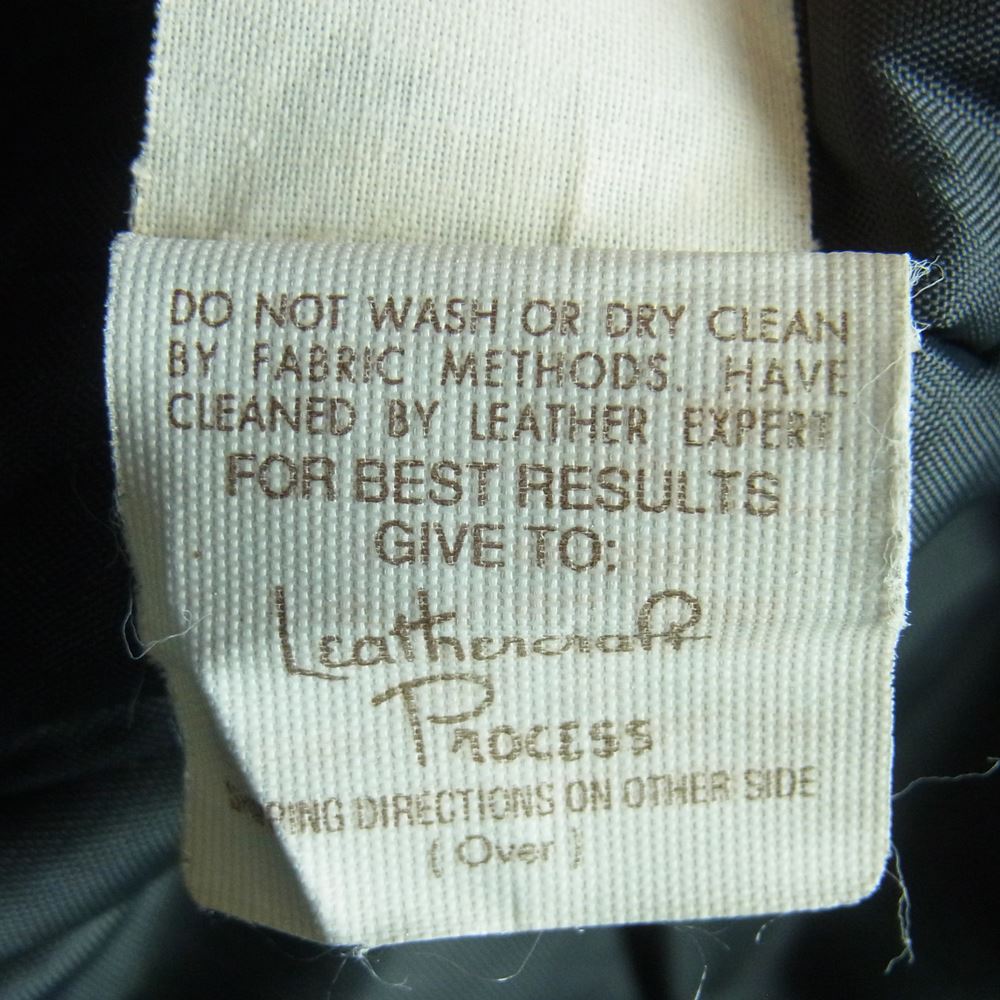 DO NOT WASH OR DRY CLEAN
BY FABRIC METHODS. HAVE
CLEANED BY LEATHER EXPERT.
FOR BEST RESULTS
GIVE TO:
Leathercraft
Process
DIRECTIONS ON OTHER SIDE
(Over)